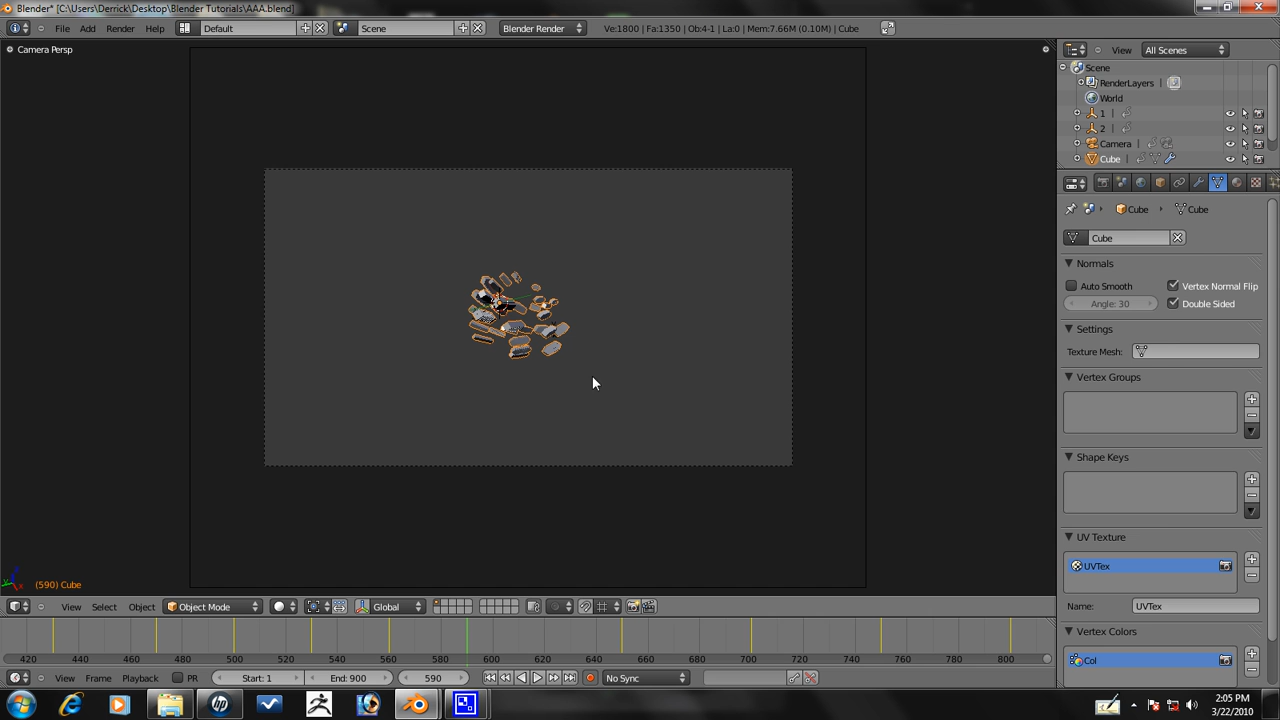 Blender* [C:\Users\Derrick\Desktop\Blender Tutorials\AAA.blend]
File Add Render Help Default Scene Blender Render Ve:1800 | Fa:1350 | Ob:4-1 | La:0 | Mem:7.66M (0.10M) | Cube
Camera Persp
View All Scenes
Scene
RenderLayers
World
1
2
Camera
Cube
Cube Cube
Cube
Normals
Auto Smooth Vertex Normal Flip
Angle: 30 Double Sided
Settings
Texture Mesh:
Vertex Groups
Shape Keys
UV Texture
UVTex
Name: UVTex
Vertex Colors
Col
(590) Cube
View Select Object Object Mode Global
420 440 460 480 500 520 540 560 580 600 620 640 660 680 700 720 740 760 780 800
View Frame Playback PR Start: 1 End: 900 590 No Sync
2:05 PM
3/22/2010